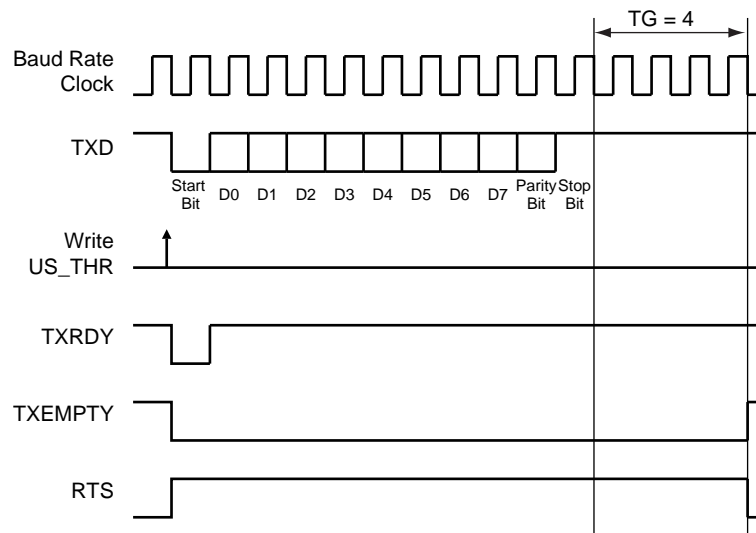 TG = 4
Baud Rate
Clock
TXD
Start
Bit
D0
D1
D2
D3
D4
D5
D6
D7
Parity
Bit
Stop
Bit
Write
US_THR
TXRDY
TXEMPTY
RTS